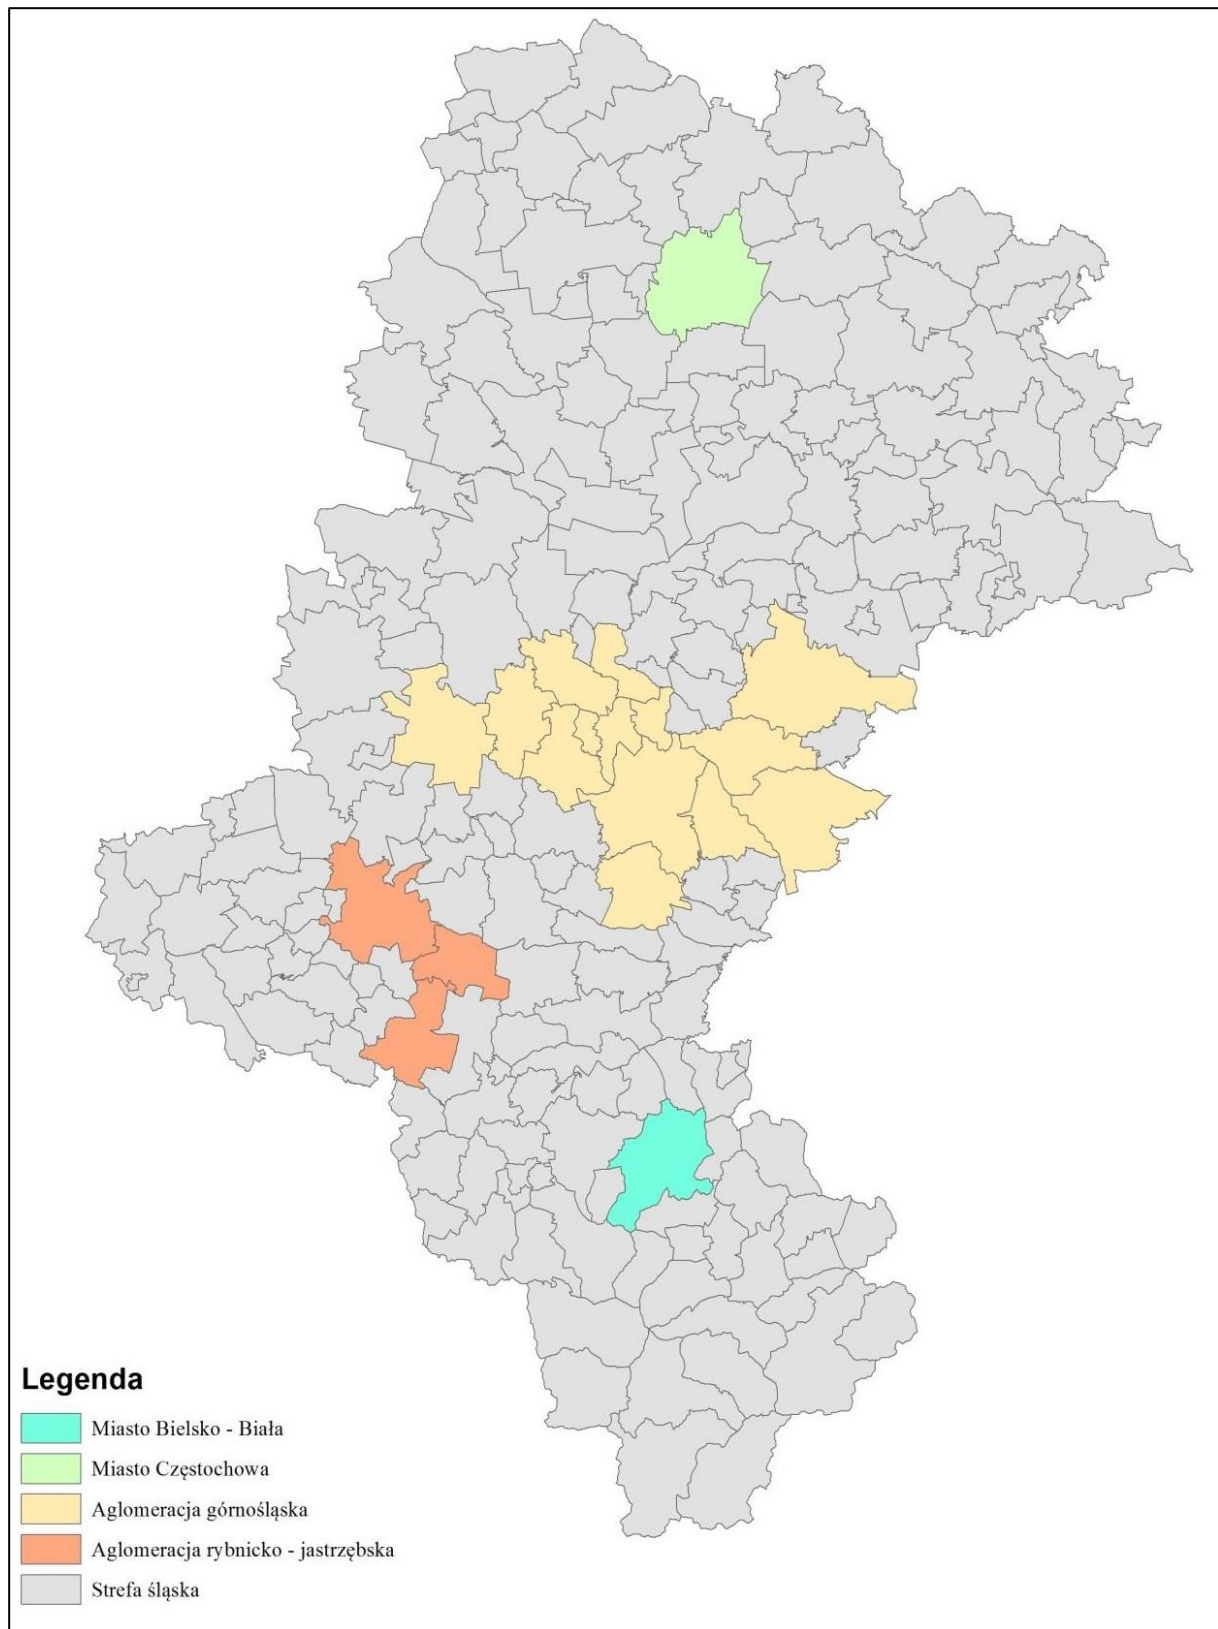 Legenda
Miasto Bielsko - Biała
Miasto Częstochowa
Aglomeracja górnośląska
Aglomeracja rybnicko - jastrzębska
Strefa śląska